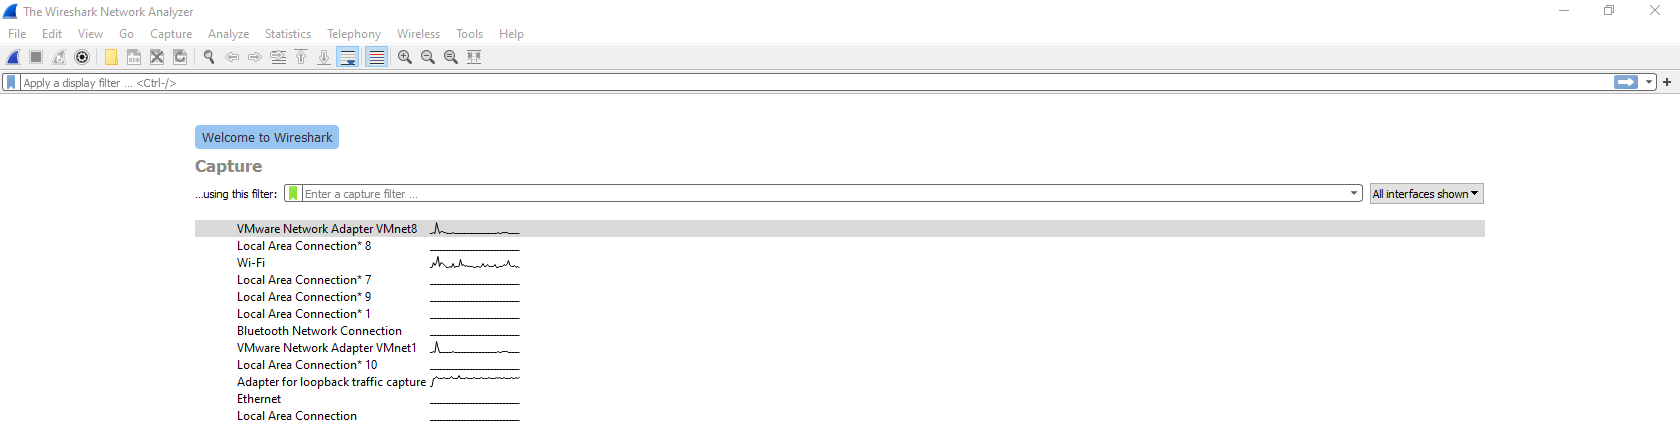 The Wireshark Network Analyzer
File Edit View Go Capture Analyze Statistics Telephony Wireless Tools Help
Apply a display filter ... <Ctrl-/>
Welcome to Wireshark
Capture
...using this filter: Enter a capture filter ... All interfaces shown
VMware Network Adapter VMnet8
Local Area Connection* 8
Wi-Fi
Local Area Connection* 7
Local Area Connection* 9
Local Area Connection* 1
Bluetooth Network Connection
VMware Network Adapter VMnet1
Local Area Connection* 10
Adapter for loopback traffic capture
Ethernet
Local Area Connection